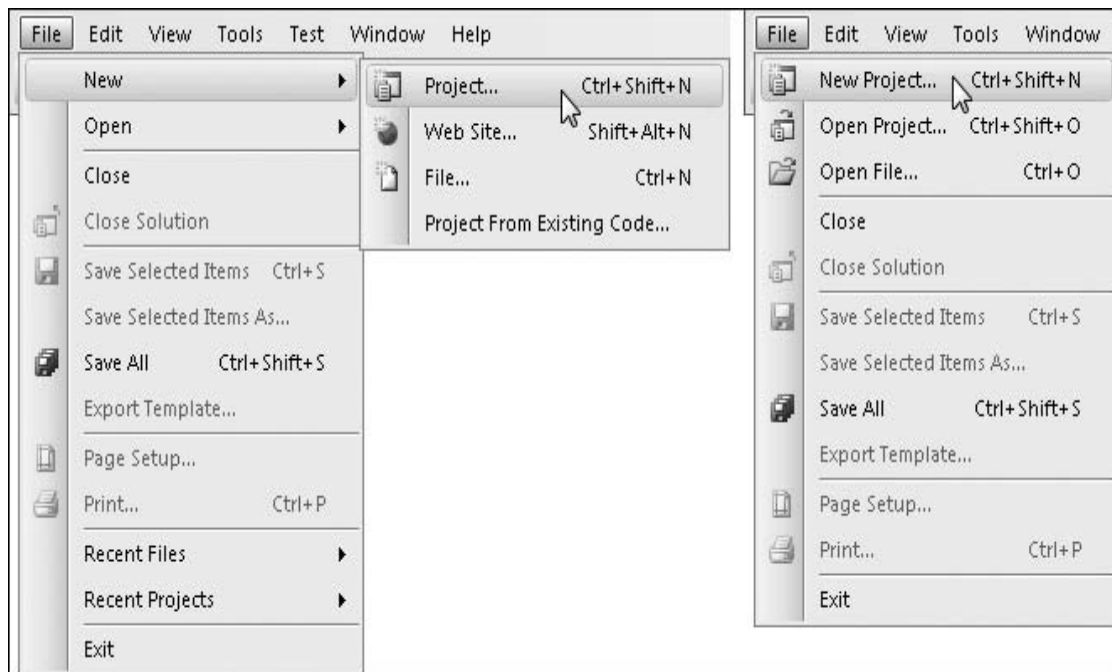 File Edit View Tools Test Window Help
New
Open
Close
Close Solution
Save Selected Items Ctrl+S
Save Selected Items As...
Save All Ctrl+Shift+S
Export Template...
Page Setup...
Print... Ctrl+P
Recent Files
Recent Projects
Exit
Project... Ctrl+Shift+N
Web Site... Shift+Alt+N
File... Ctrl+N
Project From Existing Code...
File Edit View Tools Window
New Project... Ctrl+Shift+N
Open Project... Ctrl+Shift+O
Open File... Ctrl+O
Close
Close Solution
Save Selected Items Ctrl+S
Save Selected Items As...
Save All Ctrl+Shift+S
Export Template...
Page Setup...
Print... Ctrl+P
Exit